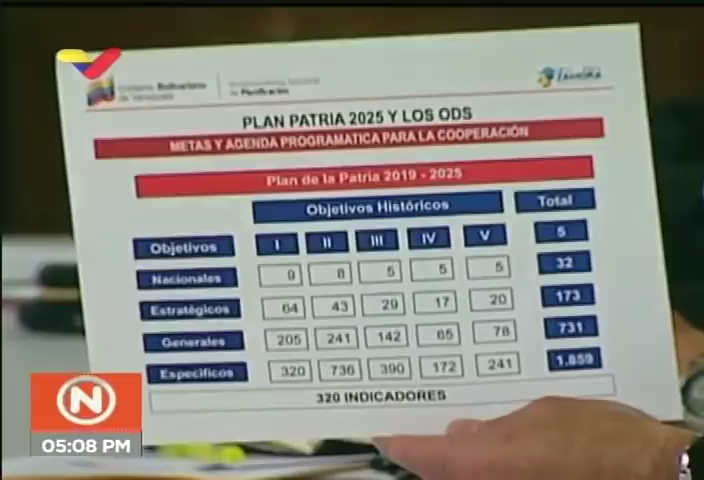 Gobierno Bolivariano
de Venezuela
de Planificación
PLAN PATRIA 2025 Y LOS ODS
METAS Y AGENDA PROGRAMATICA PARA LA COOPERACIÓN
Plan de la Patria 2019 - 2025
Objetivos Históricos Total
Objetivos I II III IV V 5
Nacionales 9 8 5 5 5 32
Estratégicos 64 43 29 17 20 173
Generales 205 241 142 65 78 731
Específicos 320 736 390 172 241 1.859
320 INDICADORES
N
05:08 PM